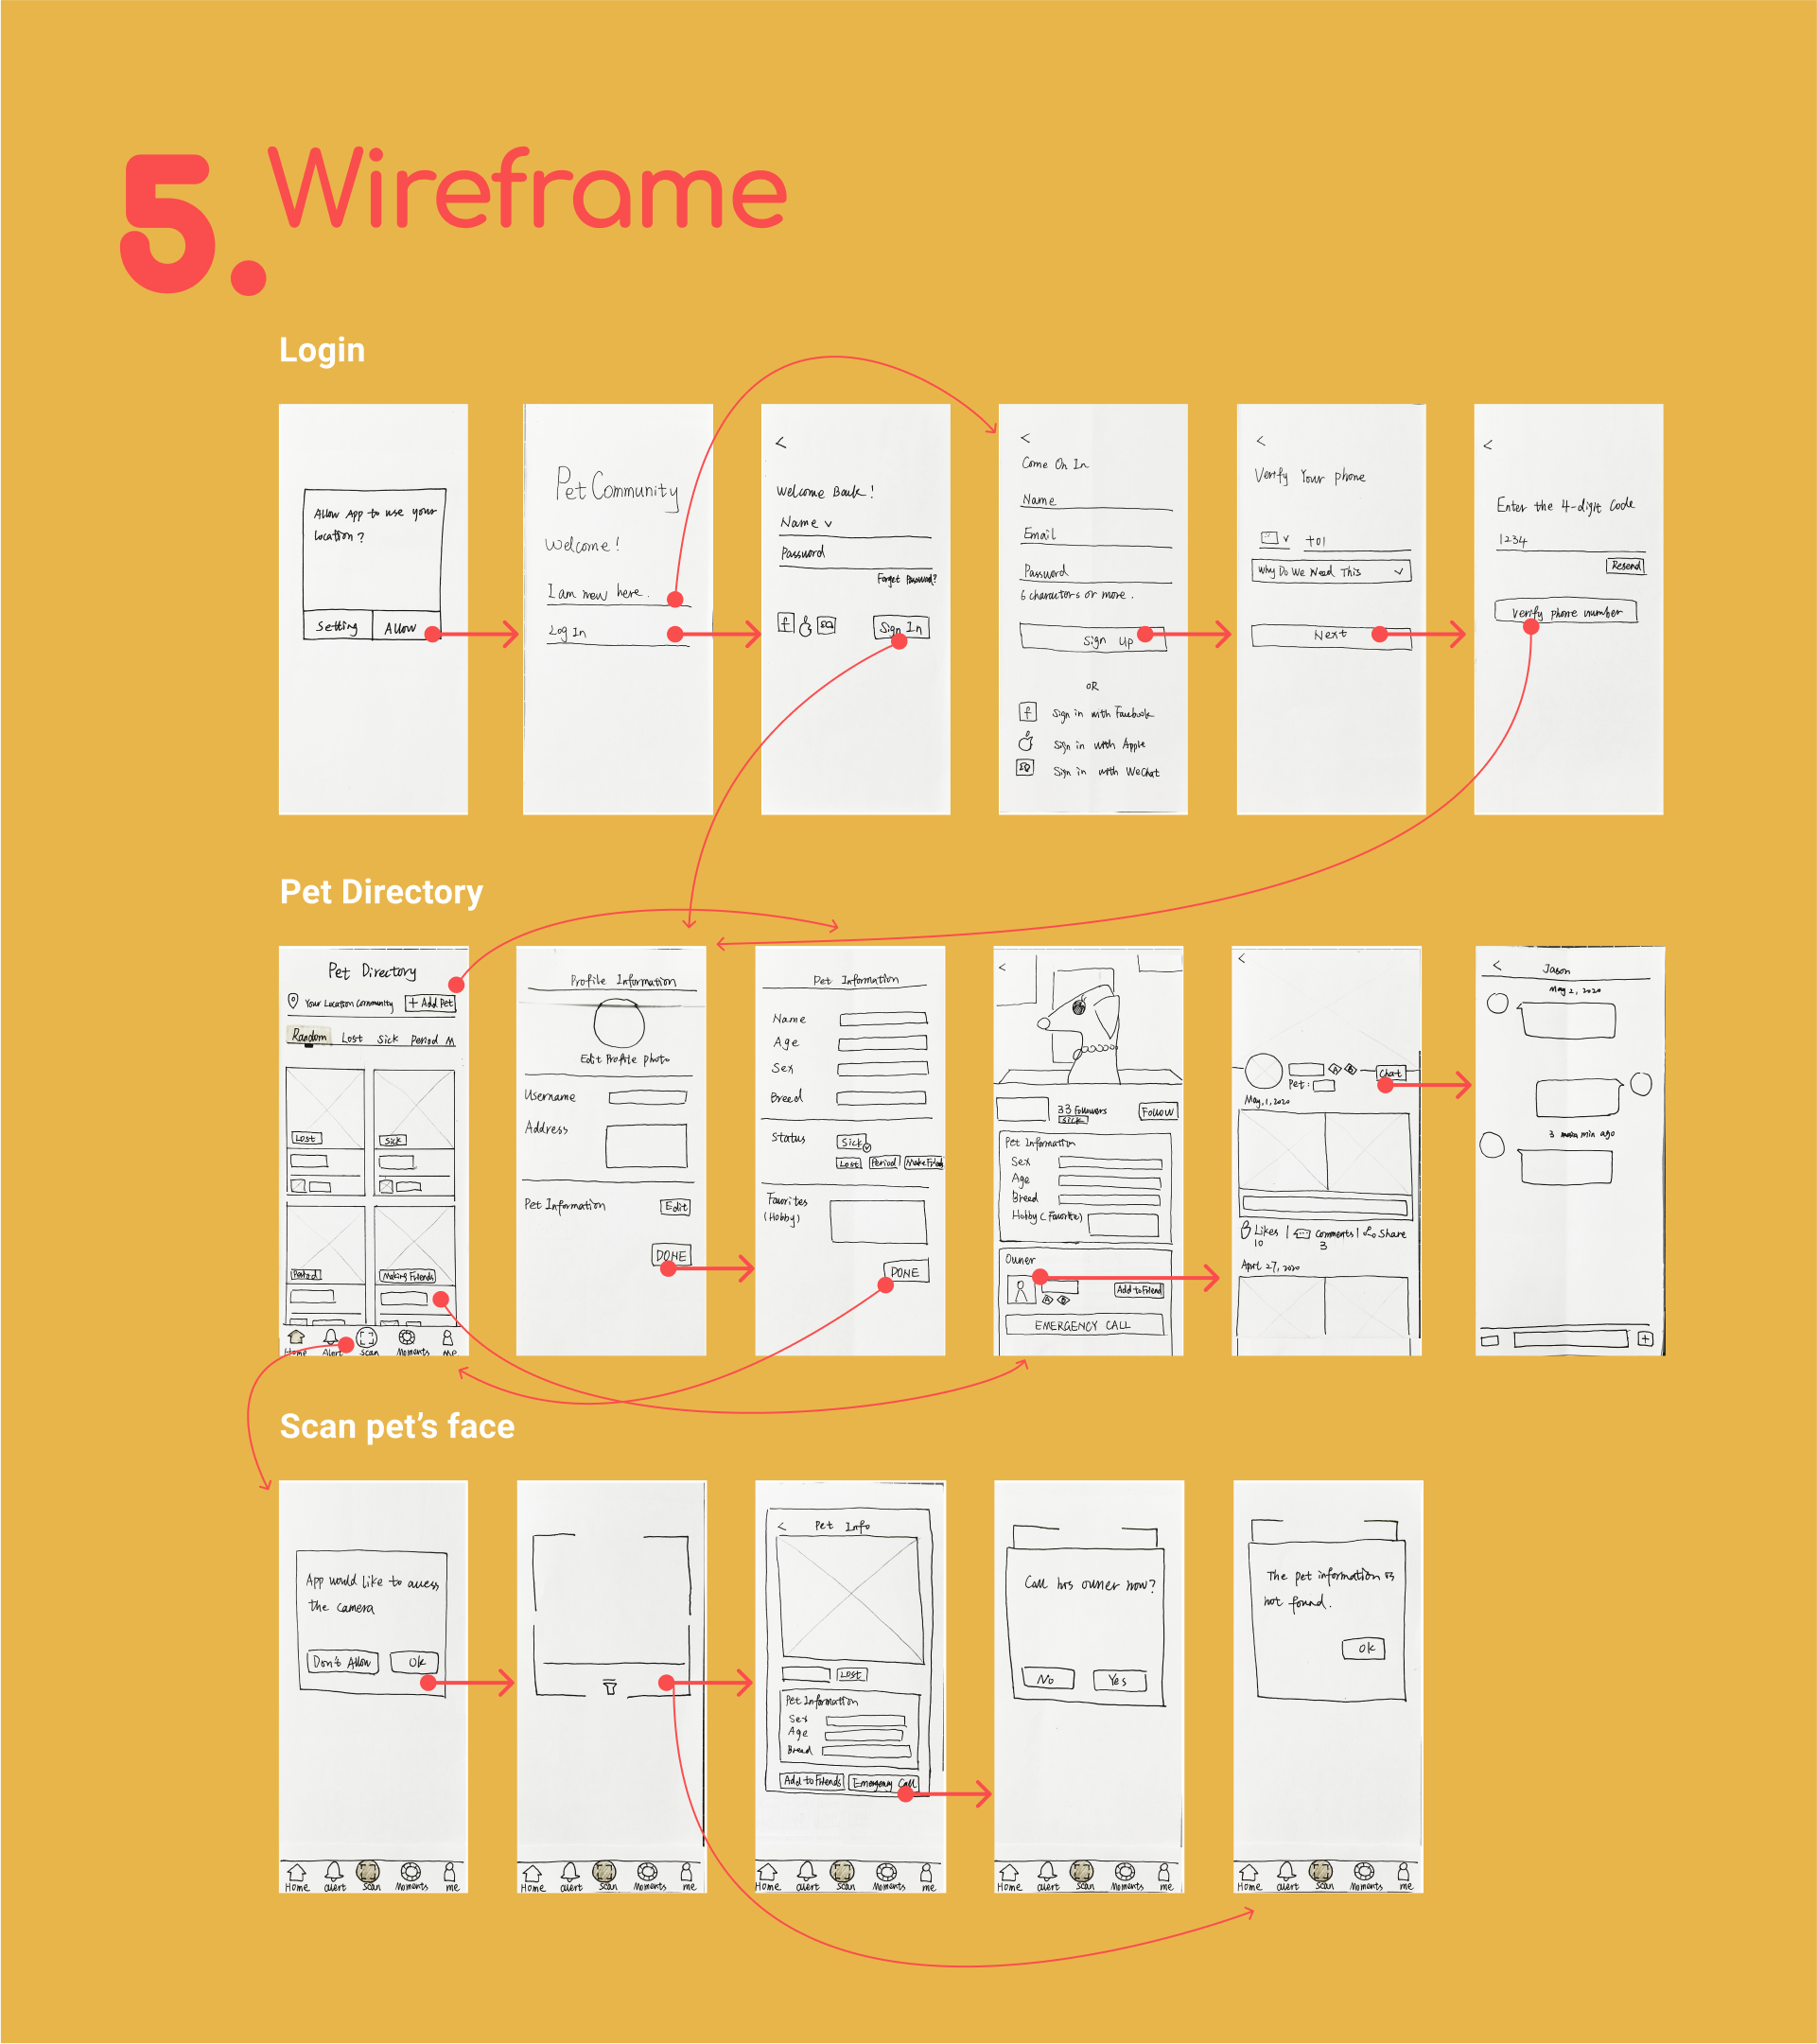 5. Wireframe
Login
Allow App to use your
location?
Setting
Allow
Pet Community
Welcome!
I am new here.
Log In
<
Welcome Back!
Name v
Password
Forget Password?
f
Sign In
<
Come On In
Name
Email
Password
6 charactors or more.
Sign Up
OR
f Sign in with Facebook
Sign in with Apple
Sign in with WeChat
<
Verify Your phone
+01
Why Do We Need This
Next
<
Enter the 4-digit Code
1234
Resend
Verify phone number
Pet Directory
Pet Directory
Your Location Community
+ Add Pet
Random Lost Sick Period M
Lost
Sick
Period
Making Friends
Home Alert Scan Moments me
Profile Information
Edit Profile photo
Username
Address
Pet Information
Edit
DONE
Pet Information
Name
Age
Sex
Breed
Status
Sick
Lost Period Make Friends
Favorites
(Hobby)
DONE
<
33 Followers
Sick
Follow
Pet Information
Sex
Age
Breed
Hobby (Favorite)
Owner
Add to Friend
EMERGENCY CALL
<
Chat
Pet:
May, 1, 2020
Likes | Comments | Share
10 3
April 27, 2020
<
Jason
May 2, 2020
3 min ago
+
Scan pet's face
App would like to access
the camera
Don't Allow
Ok
Home alert Scan Moments me
Home alert Scan Moments me
< Pet Info
Lost
Pet Information
Sex
Age
Breed
Add to Friends
Emergency Call
Home alert Scan Moments me
Call his owner now?
No
Yes
Home alert Scan Moments me
The pet information is
not found.
OK
Home alert Scan Moments me